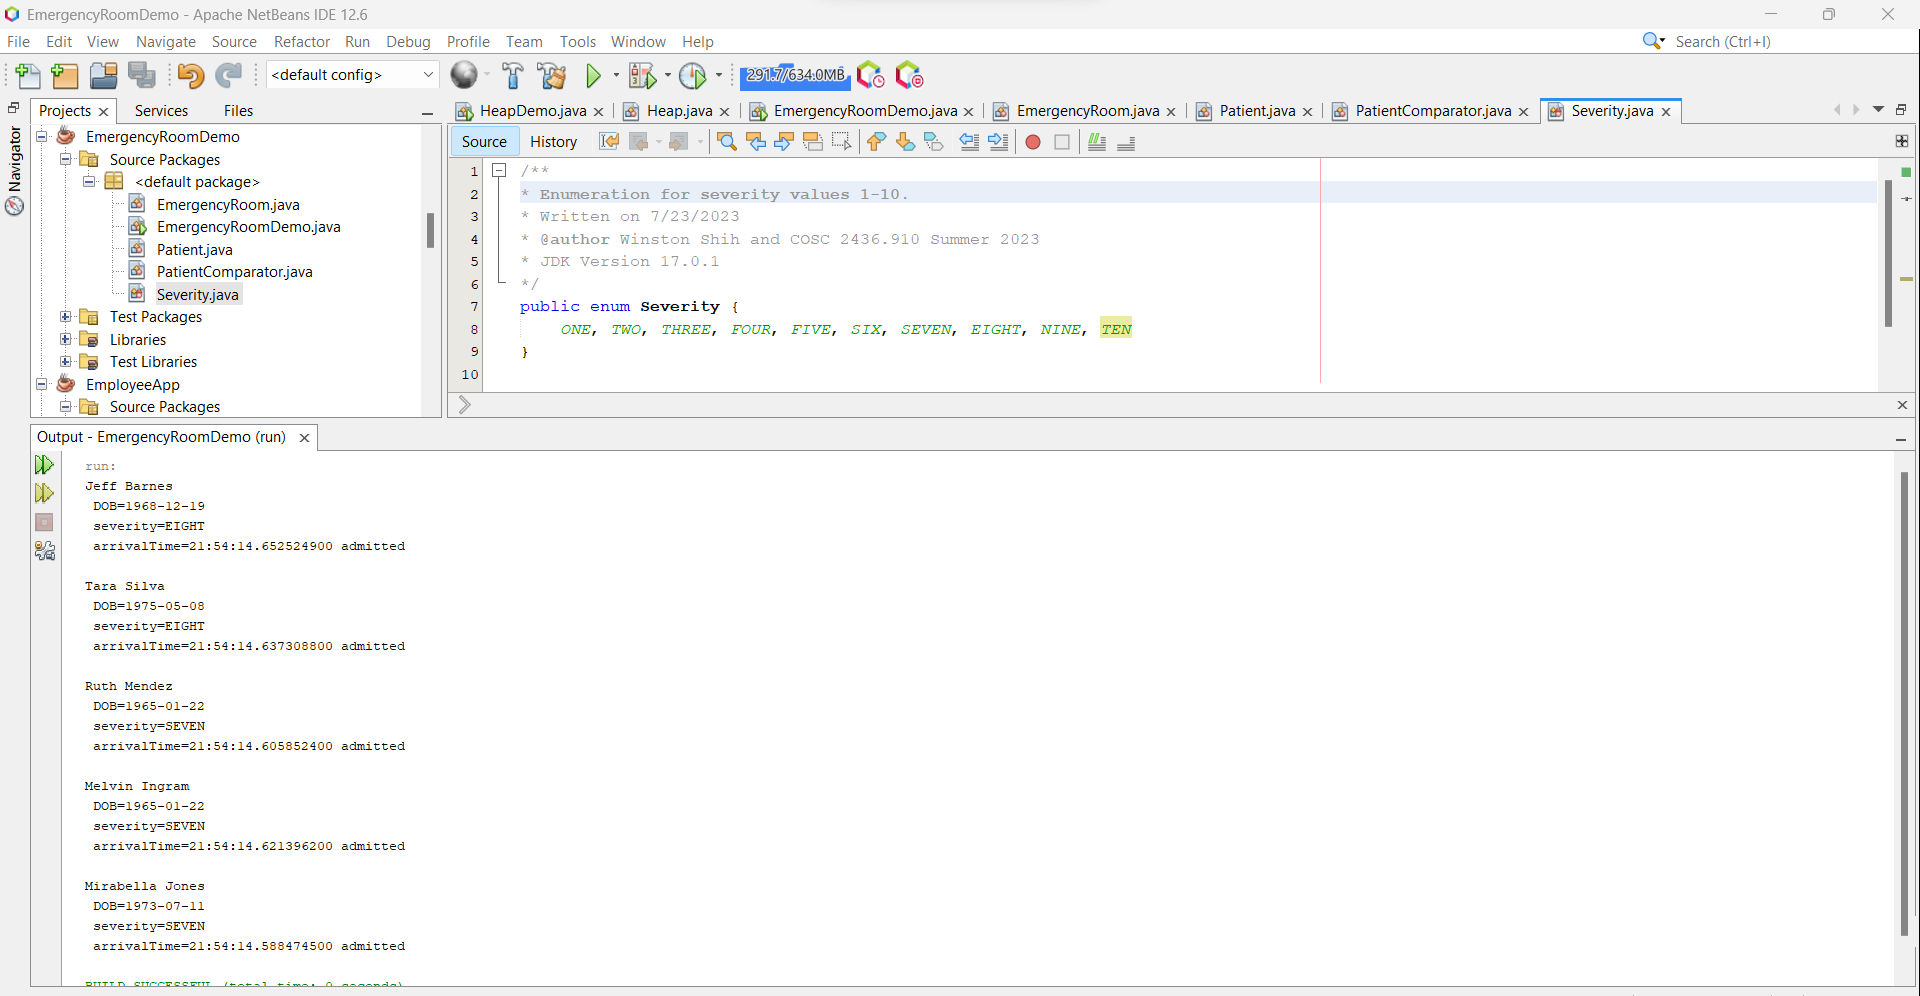 EmergencyRoomDemo - Apache NetBeans IDE 12.6
File Edit View Navigate Source Refactor Run Debug Profile Team Tools Window Help
Search (Ctrl+I)
<default config>
291.7/634.0MB
Projects Services Files
Navigator
EmergencyRoomDemo
Source Packages
<default package>
EmergencyRoom.java
EmergencyRoomDemo.java
Patient.java
PatientComparator.java
Severity.java
Test Packages
Libraries
Test Libraries
EmployeeApp
Source Packages
HeapDemo.java Heap.java EmergencyRoomDemo.java EmergencyRoom.java Patient.java PatientComparator.java Severity.java
Source History
1 /**
2 * Enumeration for severity values 1-10.
3 * Written on 7/23/2023
4 * @author Winston Shih and COSC 2436.910 Summer 2023
5 * JDK Version 17.0.1
6 */
7 public enum Severity {
8 ONE, TWO, THREE, FOUR, FIVE, SIX, SEVEN, EIGHT, NINE, TEN
9 }
10
Output - EmergencyRoomDemo (run)
run:
Jeff Barnes
DOB=1968-12-19
severity=EIGHT
arrivalTime=21:54:14.652524900 admitted
Tara Silva
DOB=1975-05-08
severity=EIGHT
arrivalTime=21:54:14.637308800 admitted
Ruth Mendez
DOB=1965-01-22
severity=SEVEN
arrivalTime=21:54:14.605852400 admitted
Melvin Ingram
DOB=1965-01-22
severity=SEVEN
arrivalTime=21:54:14.621396200 admitted
Mirabella Jones
DOB=1973-07-11
severity=SEVEN
arrivalTime=21:54:14.588474500 admitted
BUILD SUCCESSFUL (total time: 0 seconds)